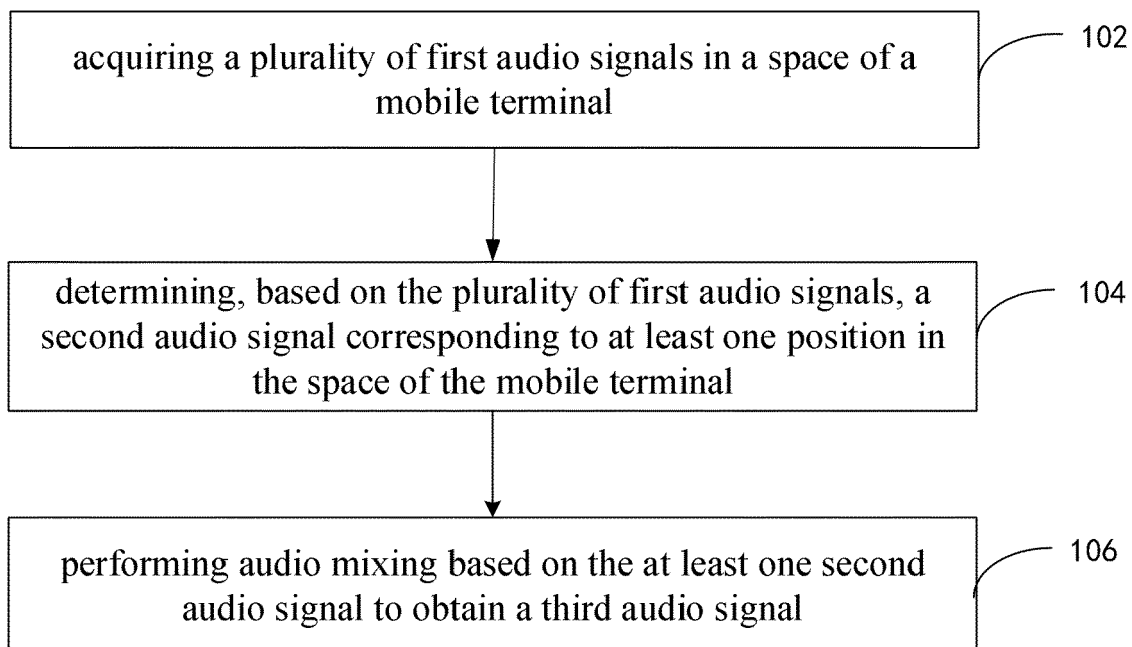 acquiring a plurality of first audio signals in a space of a
mobile terminal
102
determining, based on the plurality of first audio signals, a
second audio signal corresponding to at least one position in
the space of the mobile terminal
104
performing audio mixing based on the at least one second
audio signal to obtain a third audio signal
106